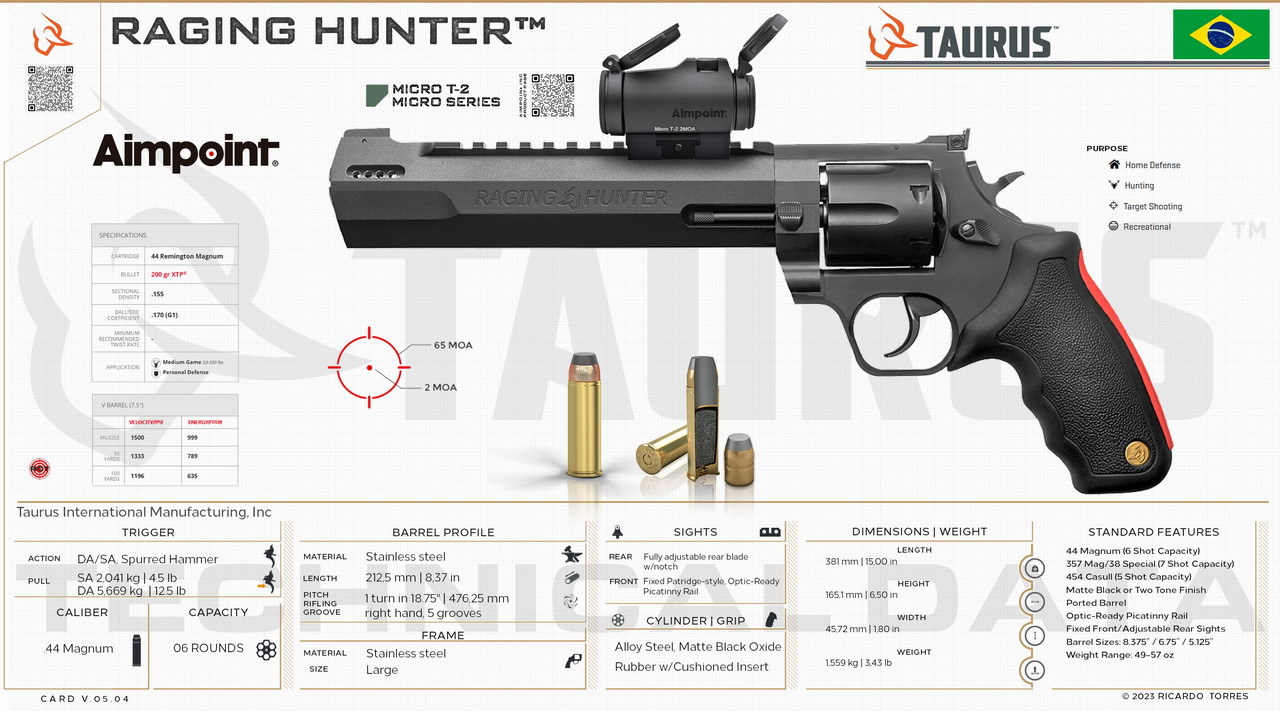 RAGING HUNTER™
TAURUS™
MICRO T-2
MICRO SERIES
AIMPOINT INC
PRODUCT PAGE
Aimpoint®
Aimpoint
Micro T-2 2MOA
RAGING HUNTER
PURPOSE
Home Defense
Hunting
Target Shooting
Recreational
SPECIFICATIONS
CARTRIDGE 44 Remington Magnum
BULLET 200 gr XTP®
SECTIONAL DENSITY .155
BALLISTIC COEFFICIENT .170 (G1)
MINIMUM RECOMMENDED TWIST RATE -
APPLICATION Medium Game 50-300 lbs
Personal Defense
V BARREL (7.5")
VELOCITY(FPS) ENERGY(FT/LB)
MUZZLE 1500 999
50 YARDS 1333 789
100 YARDS 1196 635
65 MOA
2 MOA
TAURUS™
TECHNICAL DATA
Taurus International Manufacturing, Inc
TRIGGER
ACTION DA/SA, Spurred Hammer
PULL SA 2.041 kg | 4.5 lb
DA 5,669 kg | 12.5 lb
CALIBER
.44 Magnum
CAPACITY
06 ROUNDS
BARREL PROFILE
MATERIAL Stainless steel
LENGTH 212,5 mm | 8,37 in
PITCH 1 turn in 18.75" | 476,25 mm
RIFLING
GROOVE right hand, 5 grooves
FRAME
MATERIAL Stainless steel
SIZE Large
SIGHTS
REAR Fully adjustable rear blade
w/notch
FRONT Fixed Patridge-style, Optic-Ready
Picatinny Rail
CYLINDER | GRIP
Alloy Steel, Matte Black Oxide
Rubber w/Cushioned Insert
DIMENSIONS | WEIGHT
LENGTH
381 mm | 15,00 in
HEIGHT
165,1 mm | 6,50 in
WIDTH
45,72 mm | 1,80 in
WEIGHT
1,559 kg | 3,43 lb
STANDARD FEATURES
44 Magnum (6 Shot Capacity)
357 Mag/38 Special (7 Shot Capacity)
454 Casull (5 Shot Capacity)
Matte Black or Two Tone Finish
Ported Barrel
Optic-Ready Picatinny Rail
Fixed Front/Adjustable Rear Sights
Barrel Sizes: 8.375" / 6.75" / 5.125"
Weight Range: 49-57 oz
CARD V.05.04
© 2023 RICARDO TORRES